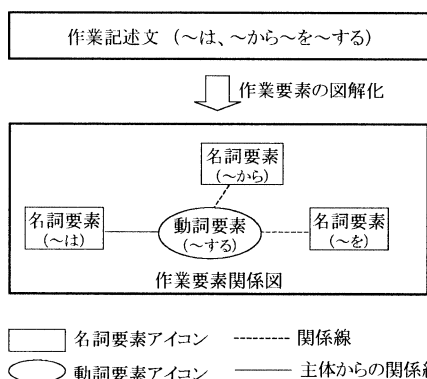 作業記述文 (~は、~から~を~する)
作業要素の図解化
名詞要素
(~から)
名詞要素
(~は)
動詞要素
(~する)
名詞要素
(~を)
作業要素関係図
名詞要素アイコン
関係線
動詞要素アイコン
主体からの関係線